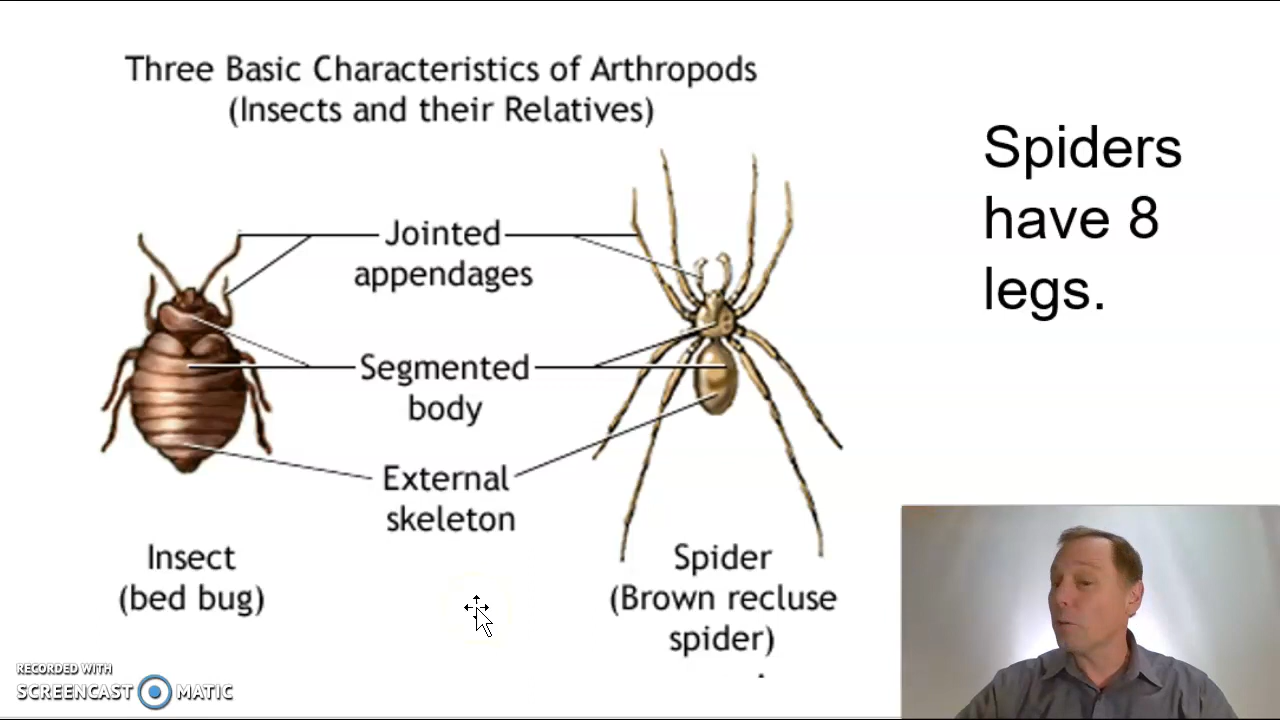 Three Basic Characteristics of Arthropods
(Insects and their Relatives)
Spiders
have 8
legs.
Jointed
appendages
Segmented
body
External
skeleton
Insect
(bed bug)
Spider
(Brown recluse
spider)
RECORDED WITH
SCREENCAST MATIC